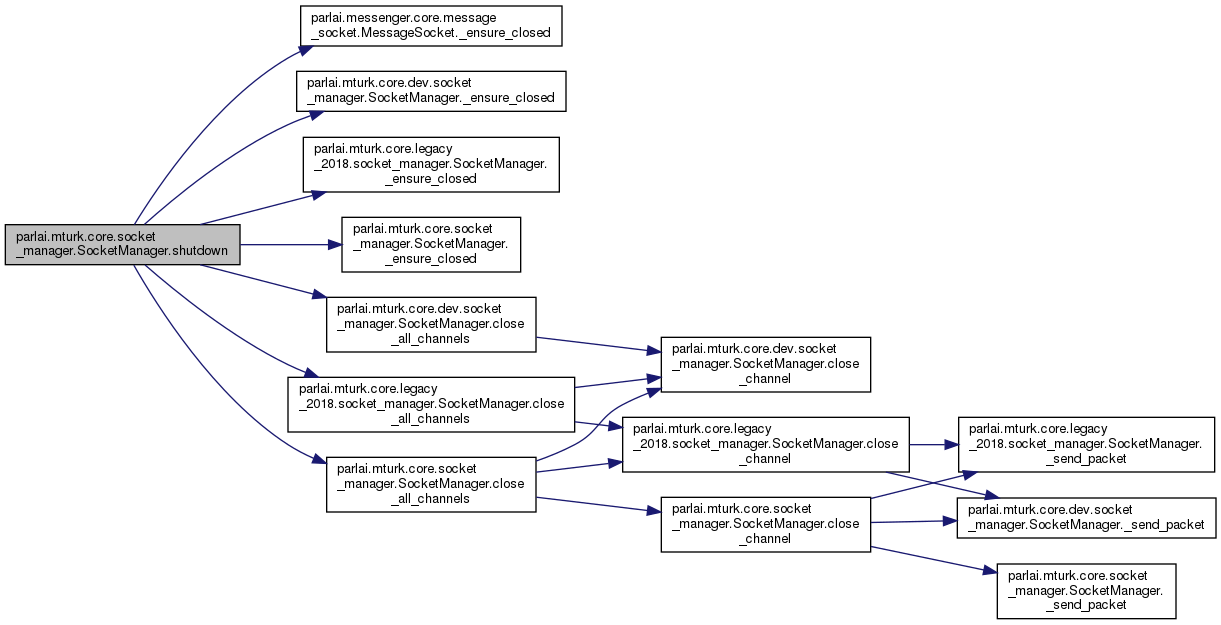 parlai.messenger.core.message
_socket.MessageSocket._ensure_closed
parlai.mturk.core.dev.socket
_manager.SocketManager._ensure_closed
parlai.mturk.core.legacy
_2018.socket_manager.SocketManager.
_ensure_closed
parlai.mturk.core.socket
_manager.SocketManager.shutdown
parlai.mturk.core.socket
_manager.SocketManager.
_ensure_closed
parlai.mturk.core.dev.socket
_manager.SocketManager.close
_all_channels
parlai.mturk.core.dev.socket
_manager.SocketManager.close
_channel
parlai.mturk.core.legacy
_2018.socket_manager.SocketManager.close
_all_channels
parlai.mturk.core.legacy
_2018.socket_manager.SocketManager.close
_channel
parlai.mturk.core.legacy
_2018.socket_manager.SocketManager.
_send_packet
parlai.mturk.core.socket
_manager.SocketManager.close
_all_channels
parlai.mturk.core.socket
_manager.SocketManager.close
_channel
parlai.mturk.core.dev.socket
_manager.SocketManager._send_packet
parlai.mturk.core.socket
_manager.SocketManager.
_send_packet